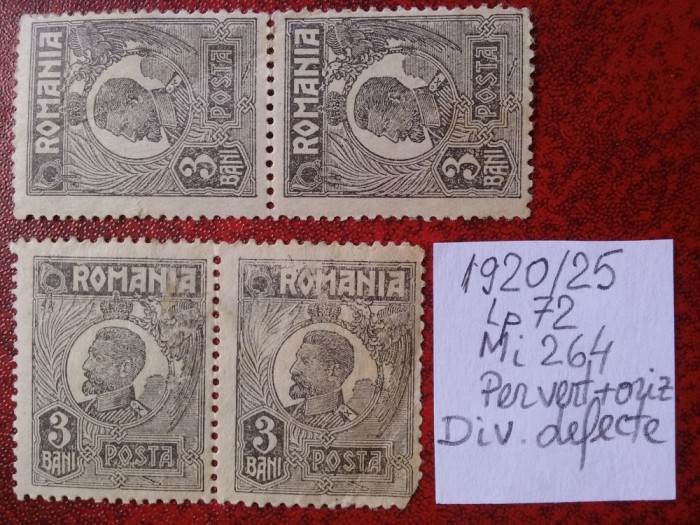 ROMANIA
POSTA
3
BANI
ROMANIA
POSTA
3
BANI
ROMANIA
3
BANI
POSTA
ROMANIA
3
BANI
POSTA
1920/25
Lp 72
Mi 264
Per vert+oriz
Div. defecte